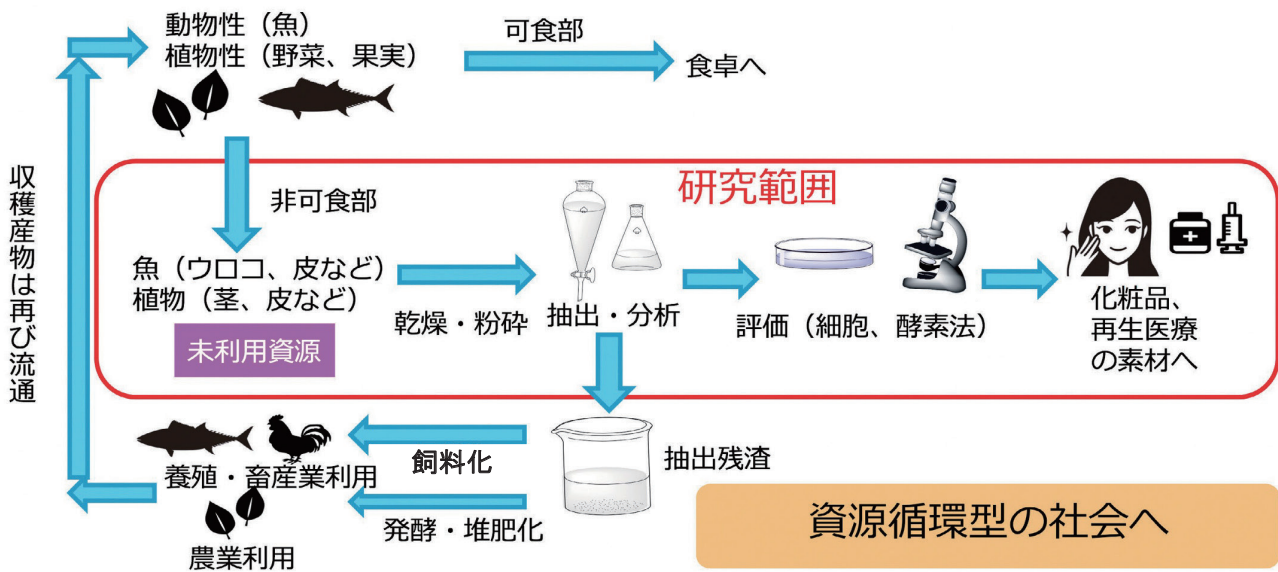 動物性（魚）
植物性（野菜、果実）
可食部
食卓へ
収穫産物は再び流通
研究範囲
非可食部
魚（ウロコ、皮など）
植物（茎、皮など）
未利用資源
乾燥・粉砕
抽出・分析
評価（細胞、酵素法）
化粧品、
再生医療
の素材へ
抽出残渣
飼料化
養殖・畜産業利用
発酵・堆肥化
農業利用
資源循環型の社会へ